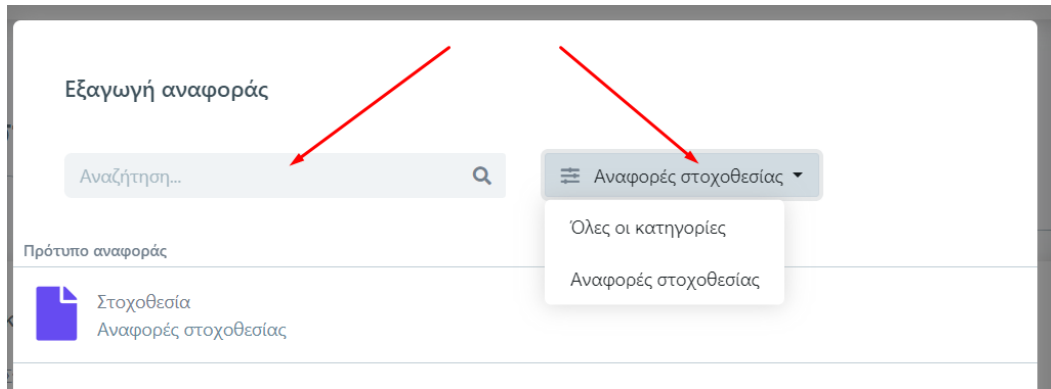 Εξαγωγή αναφοράς
Αναζήτηση...
Αναφορές στοχοθεσίας
Όλες οι κατηγορίες
Αναφορές στοχοθεσίας
Πρότυπο αναφοράς
Στοχοθεσία
Αναφορές στοχοθεσίας